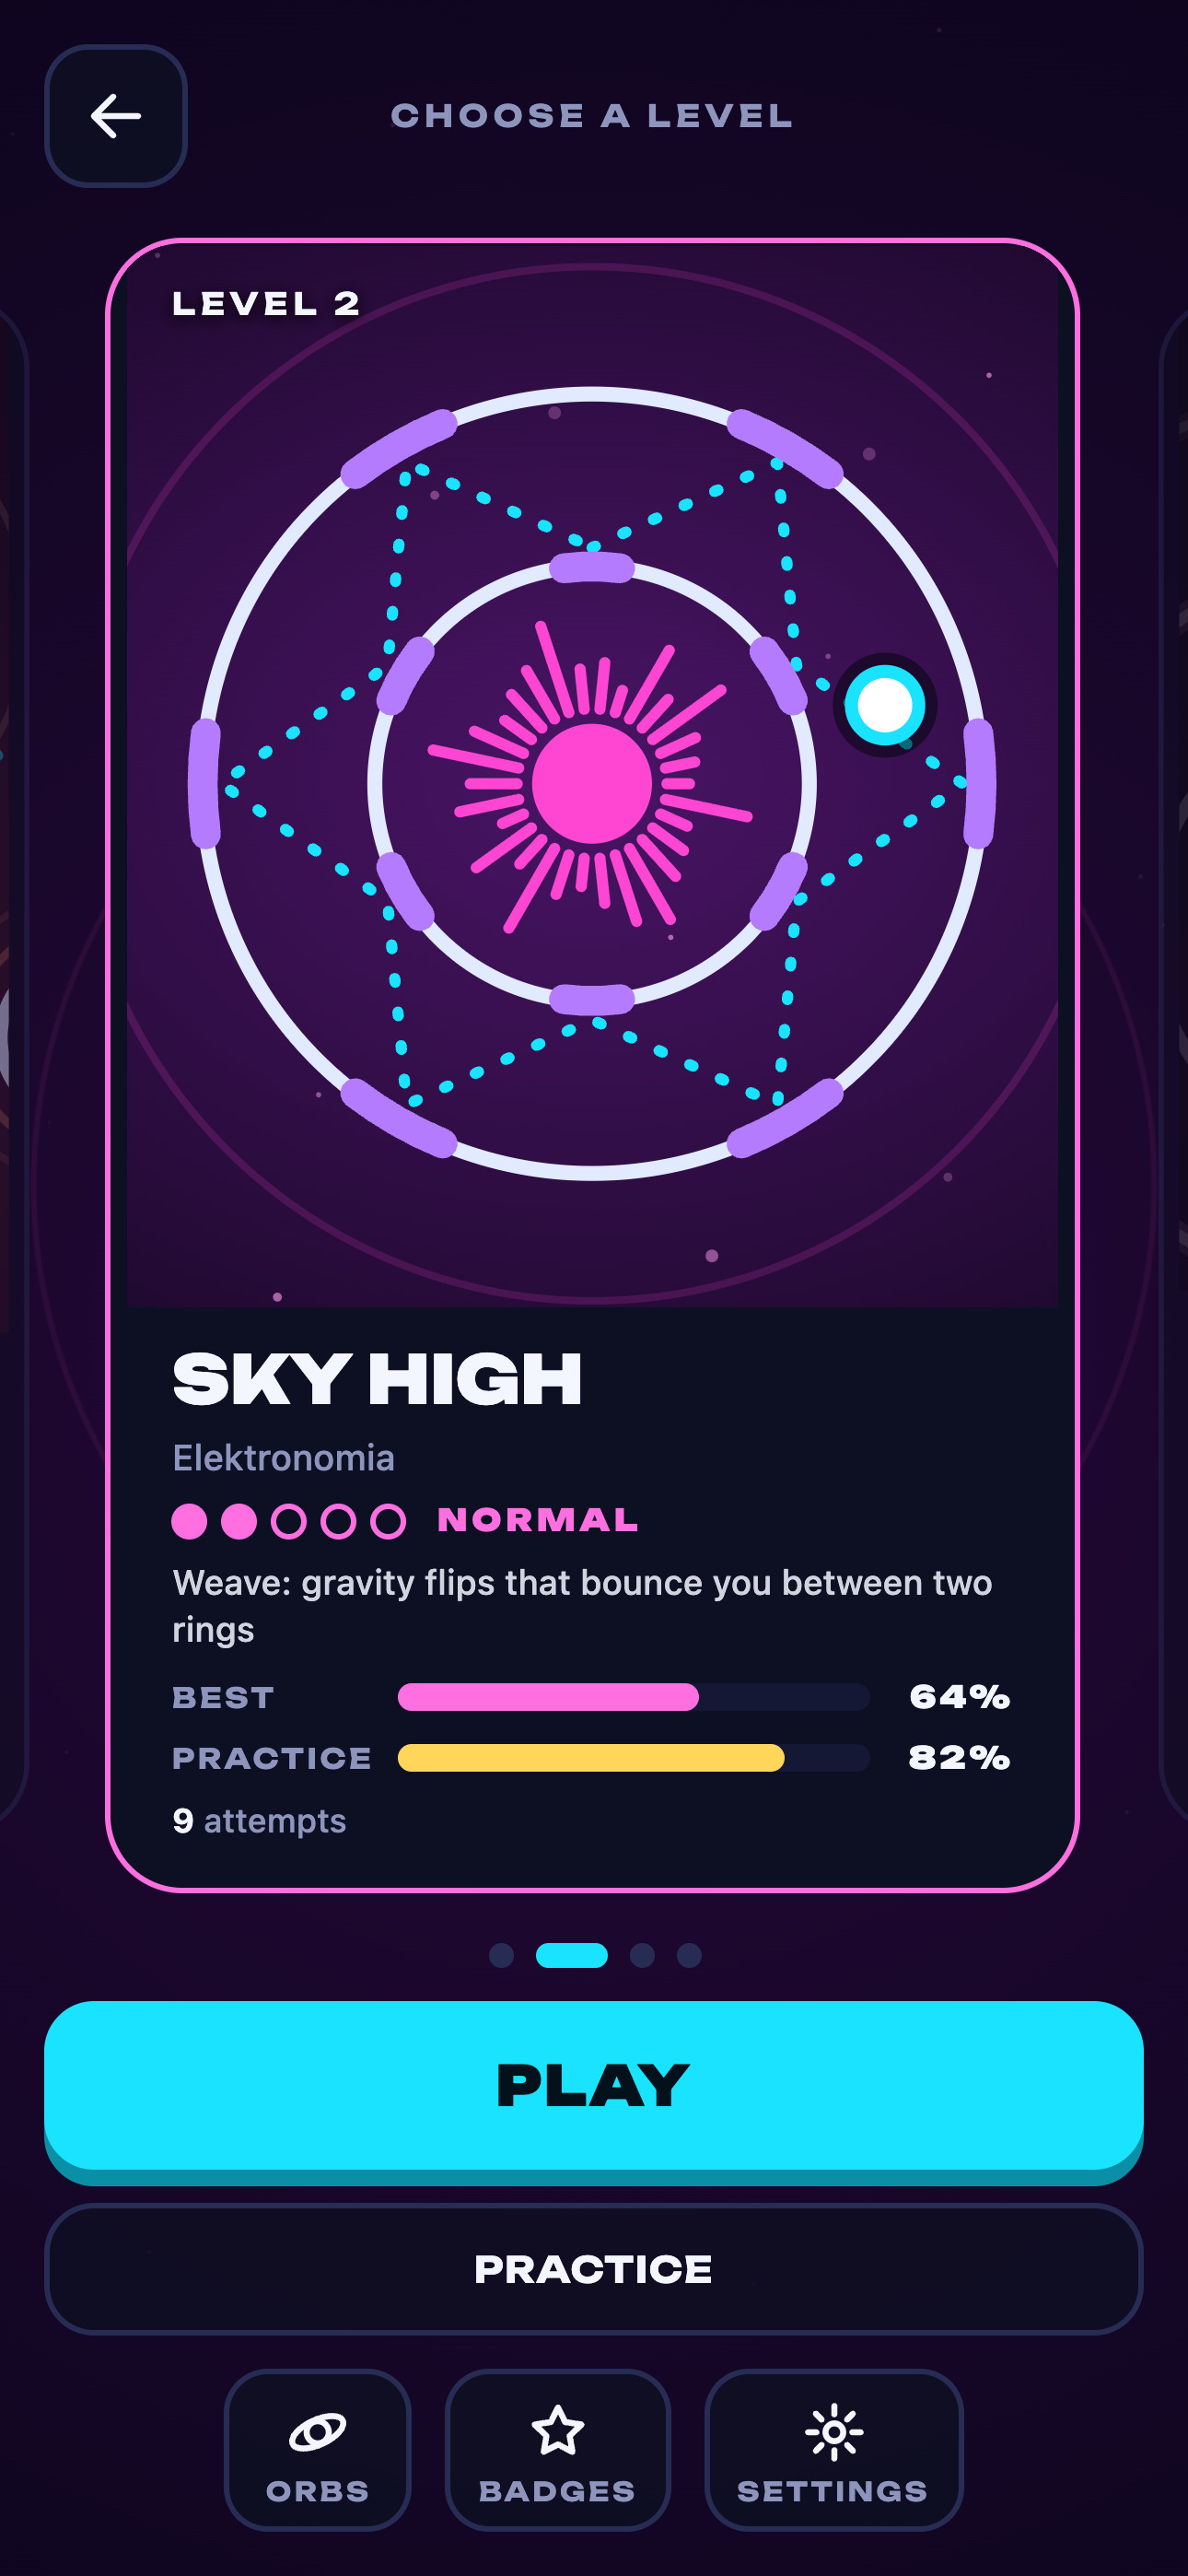 CHOOSE A LEVEL
LEVEL 2
SKY HIGH
Elektronomia
NORMAL
Weave: gravity flips that bounce you between two
rings
BEST 64%
PRACTICE 82%
9 attempts
PLAY
PRACTICE
ORBS BADGES SETTINGS